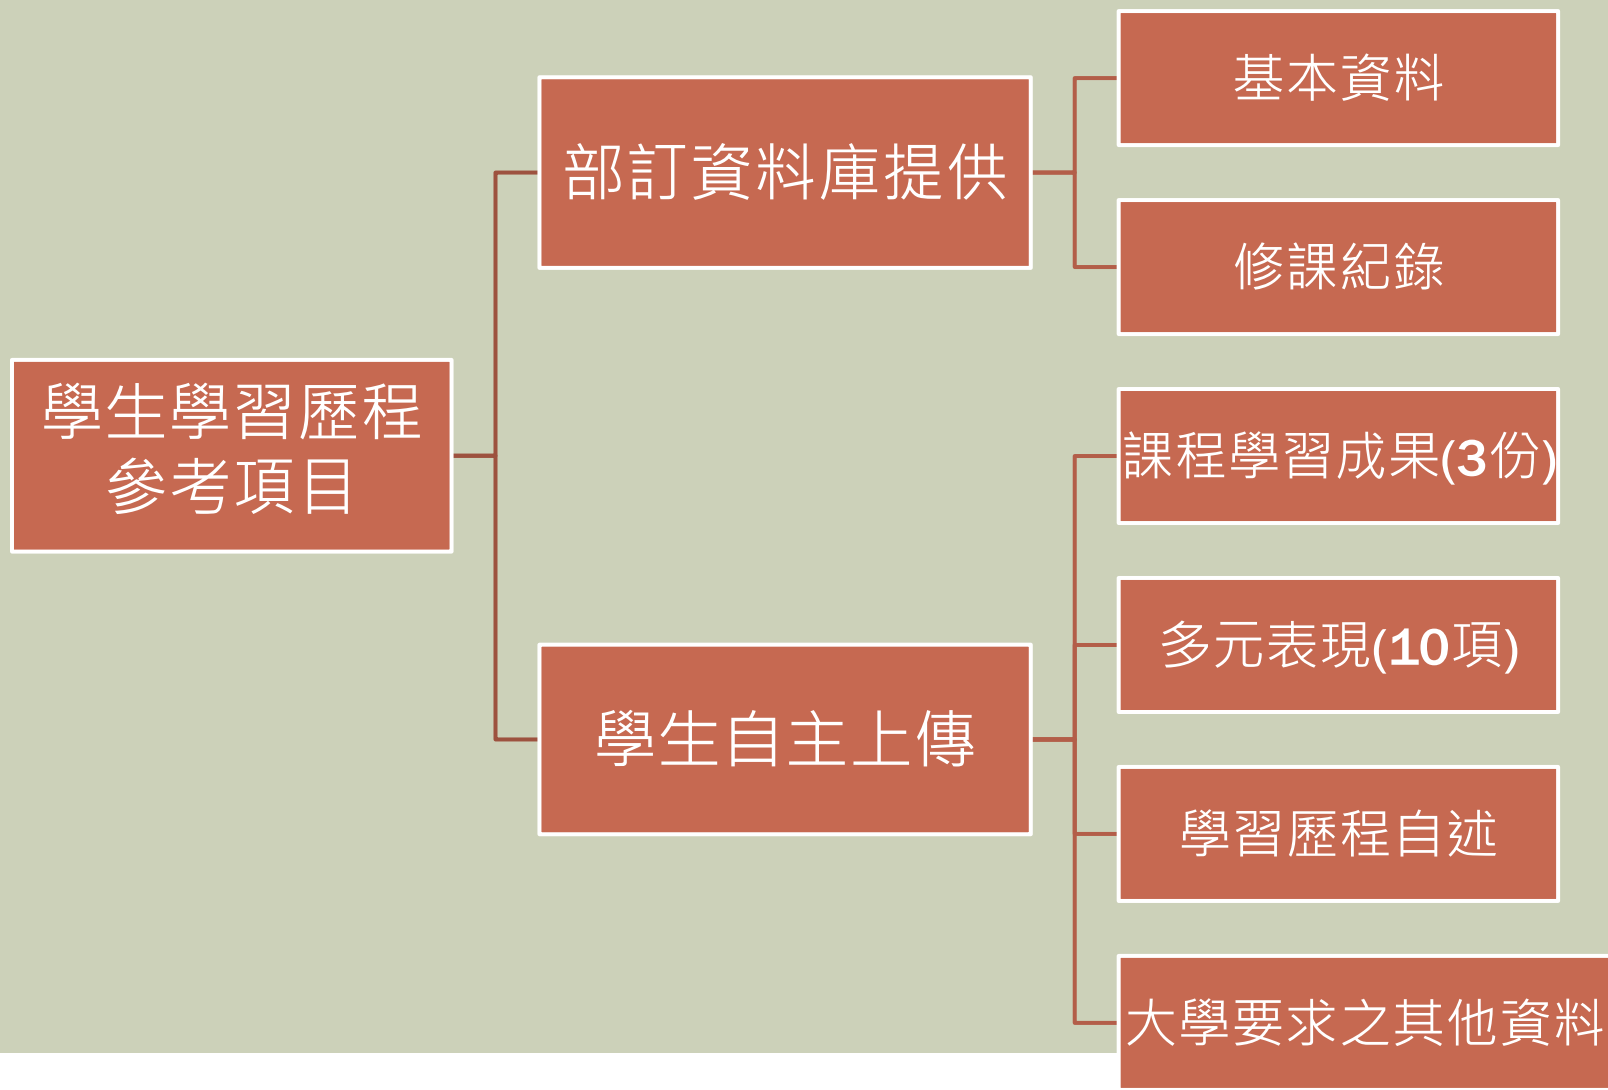 學生學習歷程
參考項目
部訂資料庫提供
基本資料
修課紀錄
學生自主上傳
課程學習成果(3份)
多元表現(10項)
學習歷程自述
大學要求之其他資料